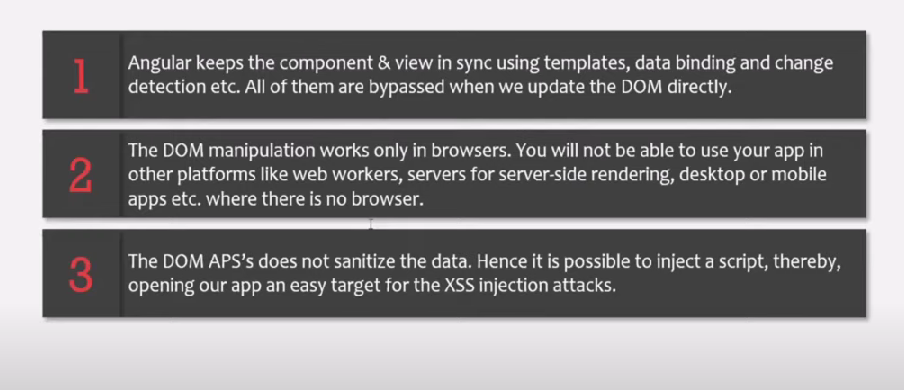 1
Angular keeps the component & view in sync using templates, data binding and change
detection etc. All of them are bypassed when we update the DOM directly.
2
The DOM manipulation works only in browsers. You will not be able to use your app in
other platforms like web workers, servers for server-side rendering, desktop or mobile
apps etc. where there is no browser.
3
The DOM APS's does not sanitize the data. Hence it is possible to inject a script, thereby,
opening our app an easy target for the XSS injection attacks.